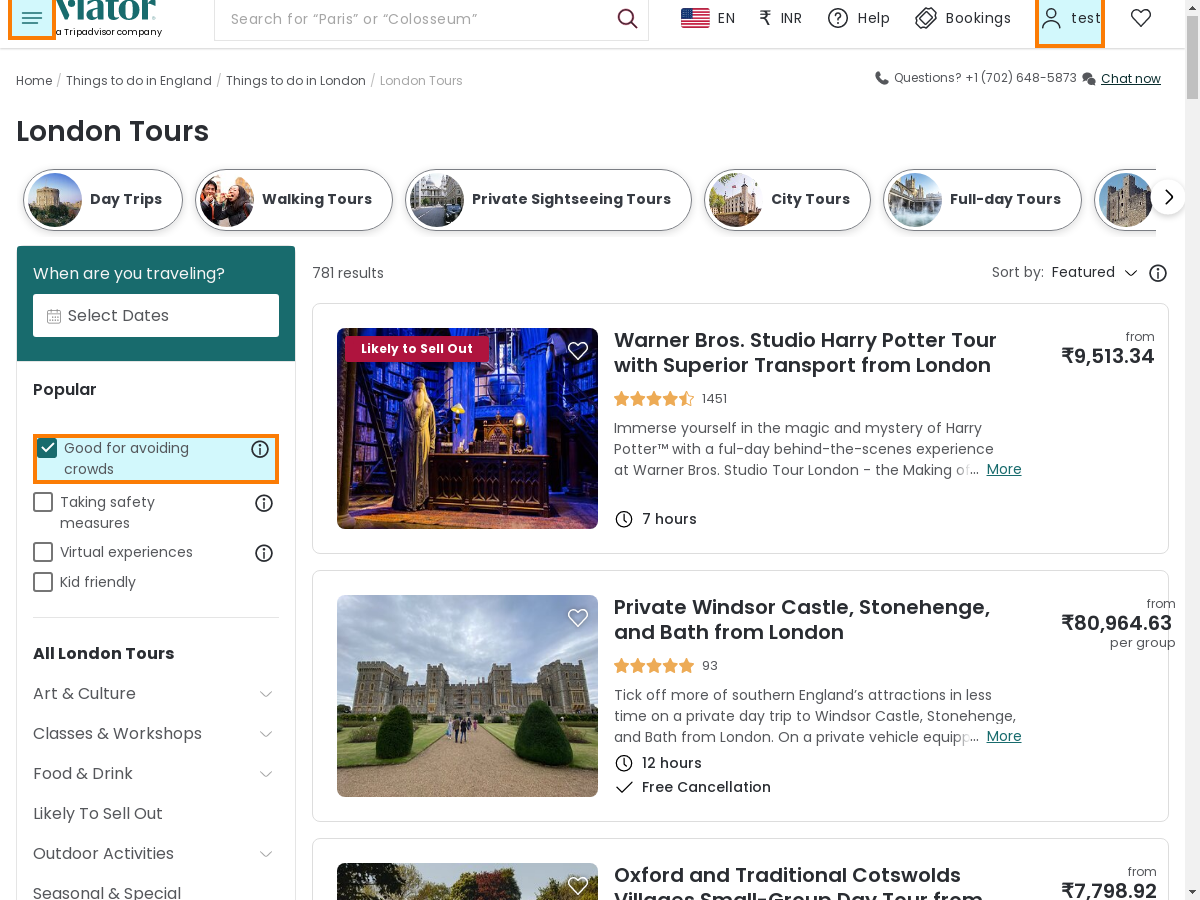 viator
a Tripadvisor company
Search for “Paris” or “Colosseum”
EN
₹ INR
Help
Bookings
test
Home / Things to do in England / Things to do in London / London Tours
Questions? +1 (702) 648-5873
Chat now
London Tours
Day Trips
Walking Tours
Private Sightseeing Tours
City Tours
Full-day Tours
When are you traveling?
Select Dates
Popular
Good for avoiding
crowds
Taking safety
measures
Virtual experiences
Kid friendly
All London Tours
Art & Culture
Classes & Workshops
Food & Drink
Likely To Sell Out
Outdoor Activities
Seasonal & Special
781 results
Sort by: Featured
Likely to Sell Out
Warner Bros. Studio Harry Potter Tour
with Superior Transport from London
1451
Immerse yourself in the magic and mystery of Harry
Potter™ with a ful-day behind-the-scenes experience
at Warner Bros. Studio Tour London - the Making of... More
7 hours
from
₹9,513.34
Private Windsor Castle, Stonehenge,
and Bath from London
93
Tick off more of southern England’s attractions in less
time on a private day trip to Windsor Castle, Stonehenge,
and Bath from London. On a private vehicle equipp... More
12 hours
Free Cancellation
from
₹80,964.63
per group
Oxford and Traditional Cotswolds
Villages Small-Group Day Tour from
from
₹7,798.92